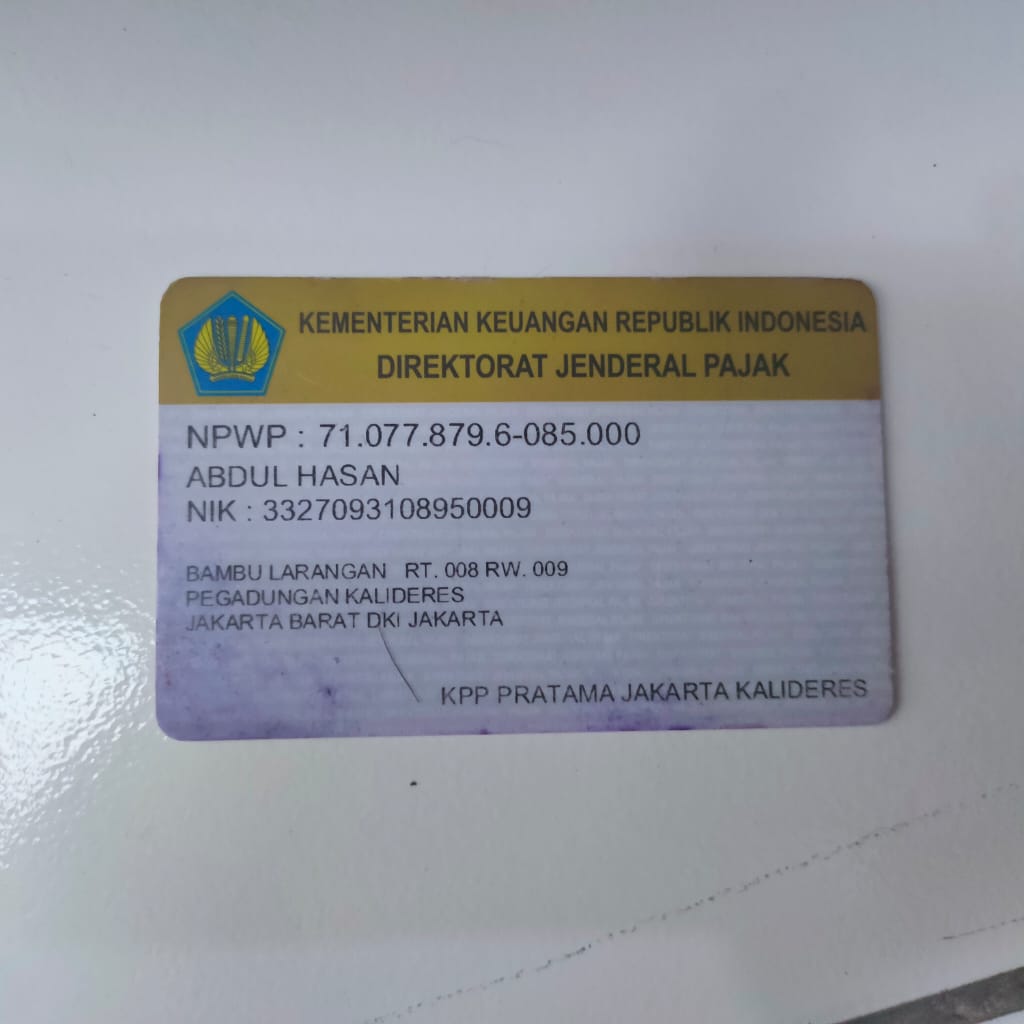 KEMENTERIAN KEUANGAN REPUBLIK INDONESIA
DIREKTORAT JENDERAL PAJAK
NPWP : 71.077.879.6-085.000
ABDUL HASAN
NIK : 3327093108950009
BAMBU LARANGAN RT. 008 RW. 009
PEGADUNGAN KALIDERES
JAKARTA BARAT DKI JAKARTA
KPP PRATAMA JAKARTA KALIDERES